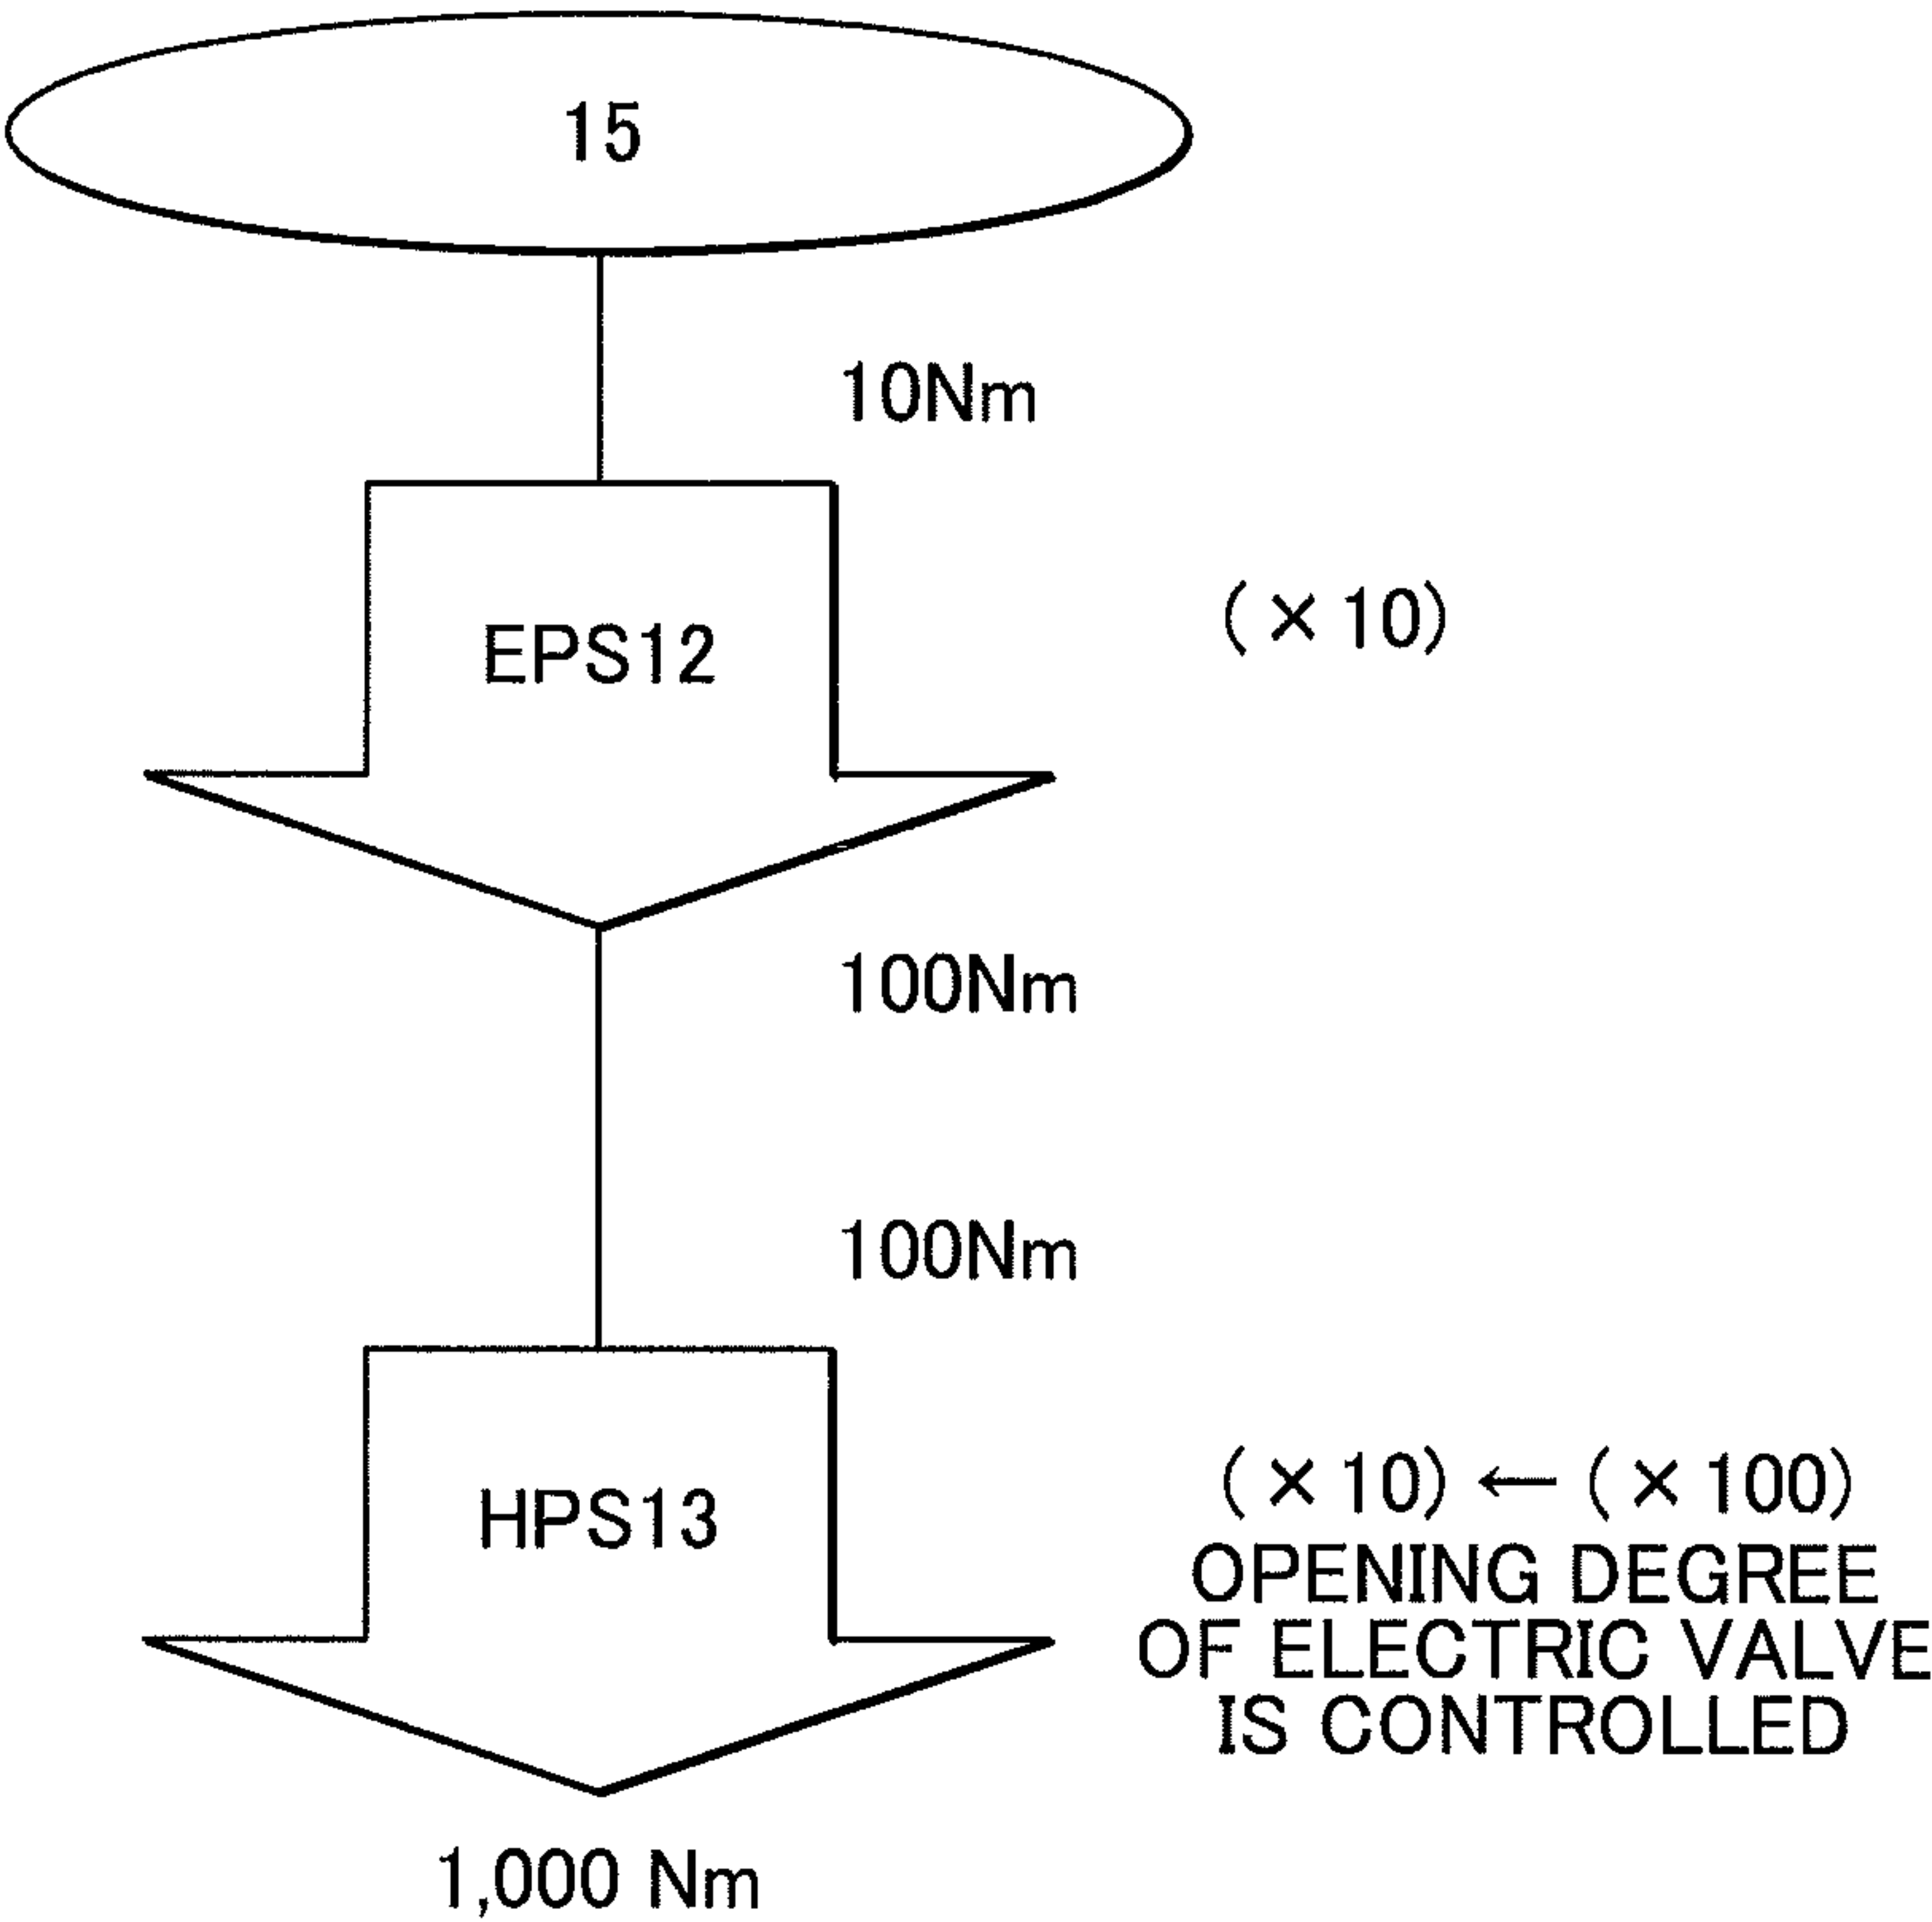 15
10Nm
EPS12
(×10)
100Nm
100Nm
HPS13
(×10)←(×100)
OPENING DEGREE
OF ELECTRIC VALVE
IS CONTROLLED
1,000 Nm